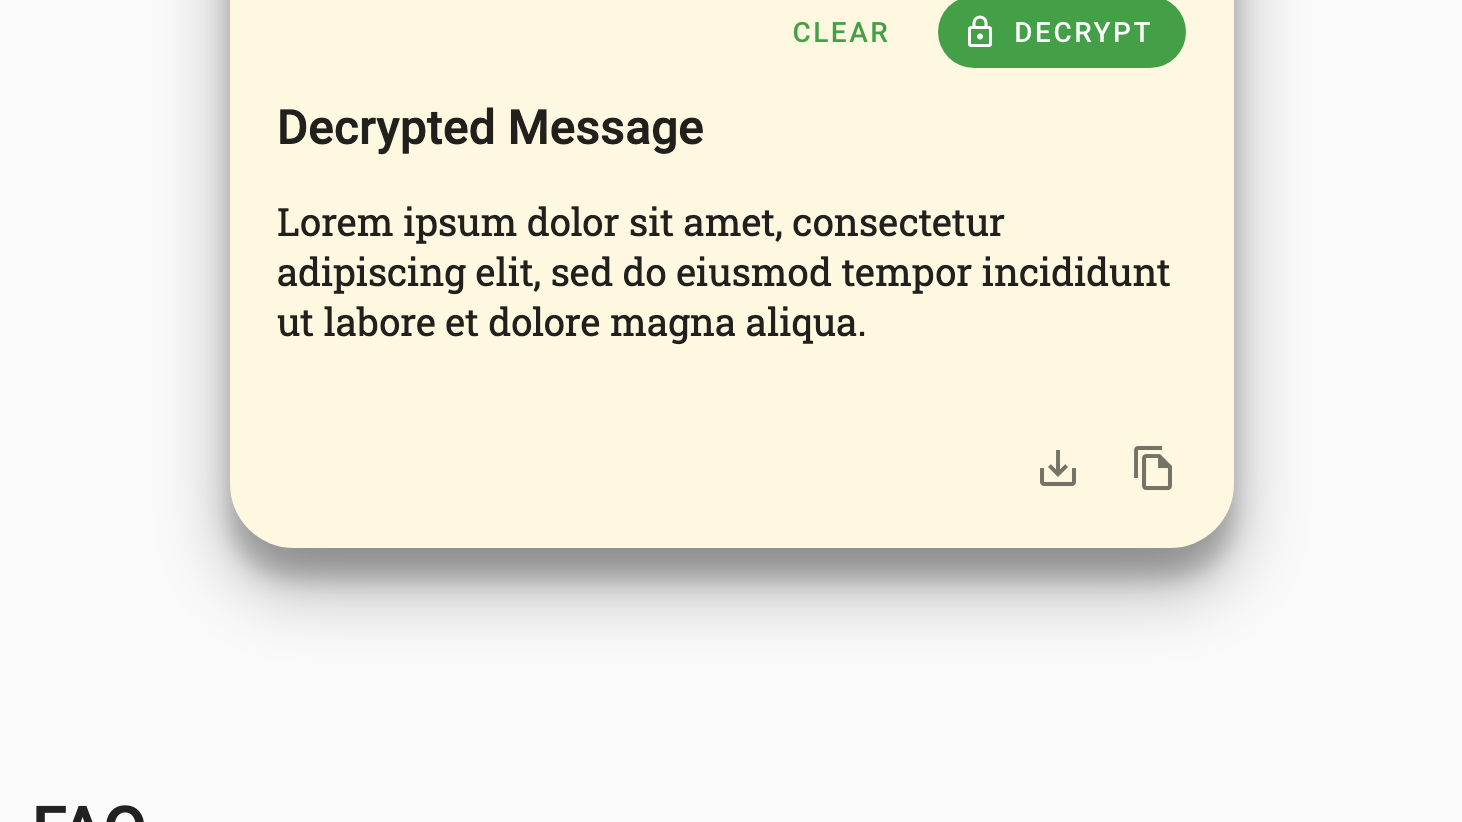 CLEAR
DECRYPT
Decrypted Message
Lorem ipsum dolor sit amet, consectetur
adipiscing elit, sed do eiusmod tempor incididunt
ut labore et dolore magna aliqua.
FAQ